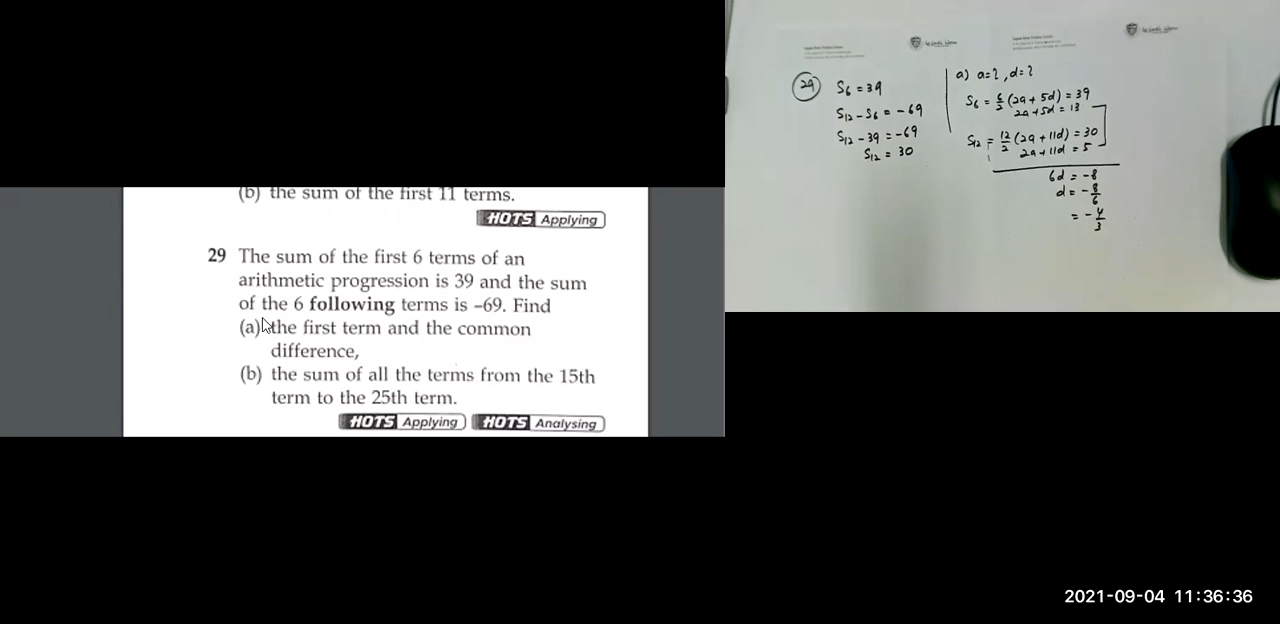 (b) the sum of the first 11 terms.
HOTS Applying
29 The sum of the first 6 terms of an
arithmetic progression is 39 and the sum
of the 6 following terms is –69. Find
(a) the first term and the common
difference,
(b) the sum of all the terms from the 15th
term to the 25th term.
HOTS Applying HOTS Analysing
29
S6 = 39
S12 - S6 = -69
S12 - 39 = -69
S12 = 30
a) a=?, d=?
S6 = 6/2 (2a + 5d) = 39
2a + 5d = 13
S12 = 12/2 (2a + 11d) = 30
2a + 11d = 5
6d = -8
d = - 8/6
= - 4/3
2021-09-04 11:36:36